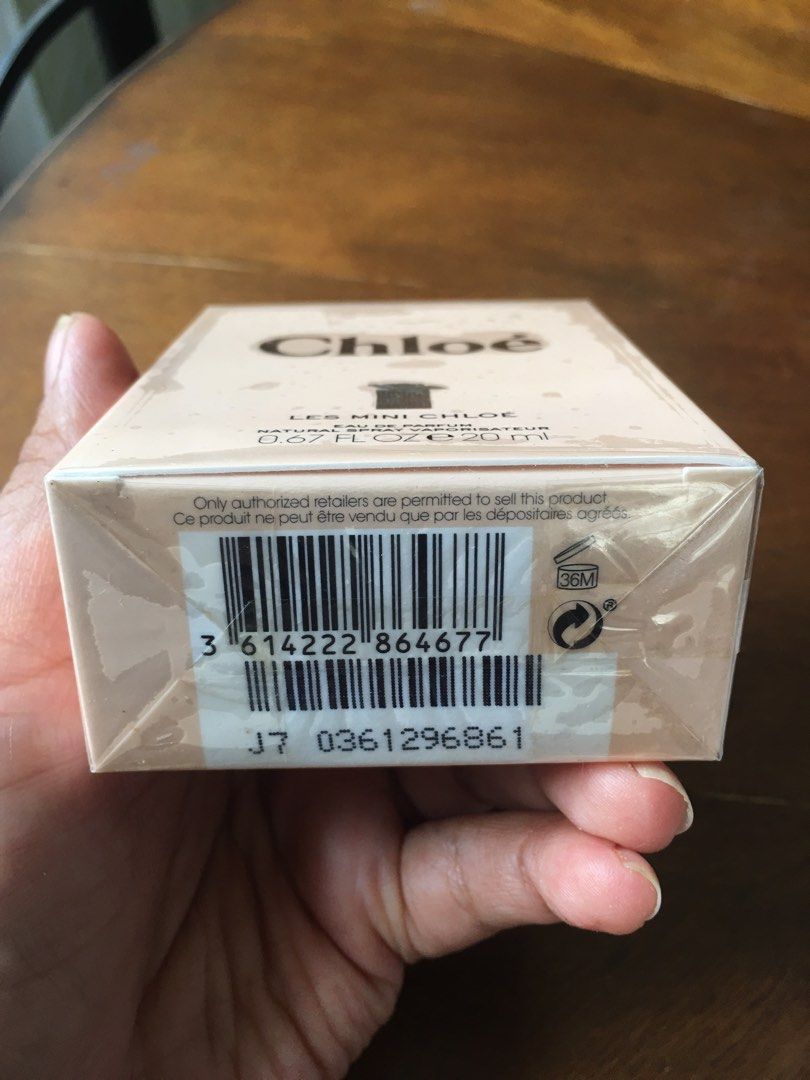 Chloé
LES MINI CHLOÉ
EAU DE PARFUM
NATURAL SPRAY VAPORISATEUR
0.67 FL OZ ℮ 20 ml
Only authorized retailers are permitted to sell this product.
Ce produit ne peut être vendu que par les dépositaires agréés.
36M
®
3 614222 864677
J7 0361296861